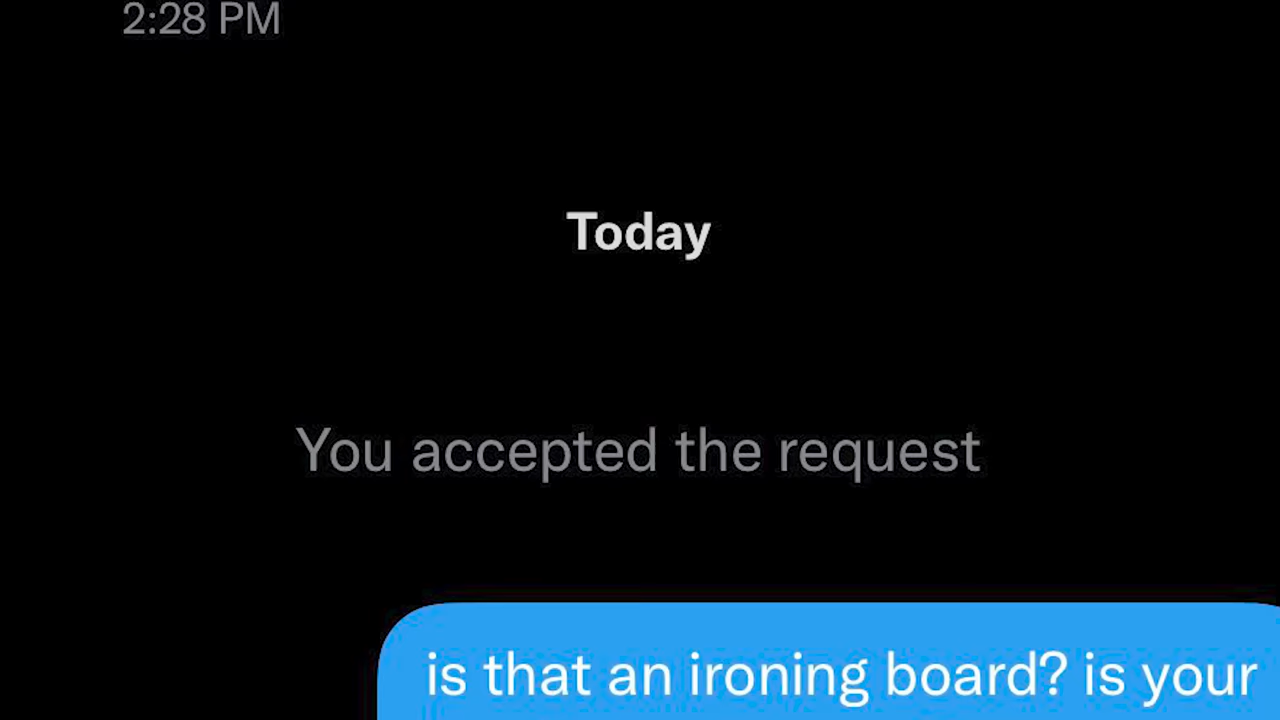 2:28 PM
Today
You accepted the request
is that an ironing board? is your